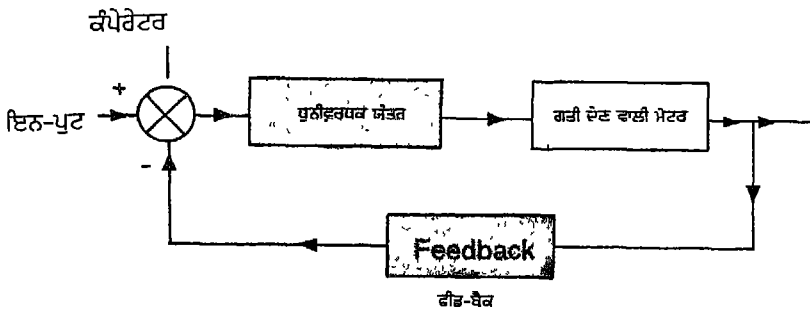 ਕੰਪੇਰੇਟਰ
+
ਇਨ-ਪੁਟ
ਧੁਨੀਵਰਧਕ ਯੰਤਰ
ਗਤੀ ਦੇਣ ਵਾਲੀ ਮੋਟਰ
-
Feedback
ਫੀਡ-ਬੈਕ